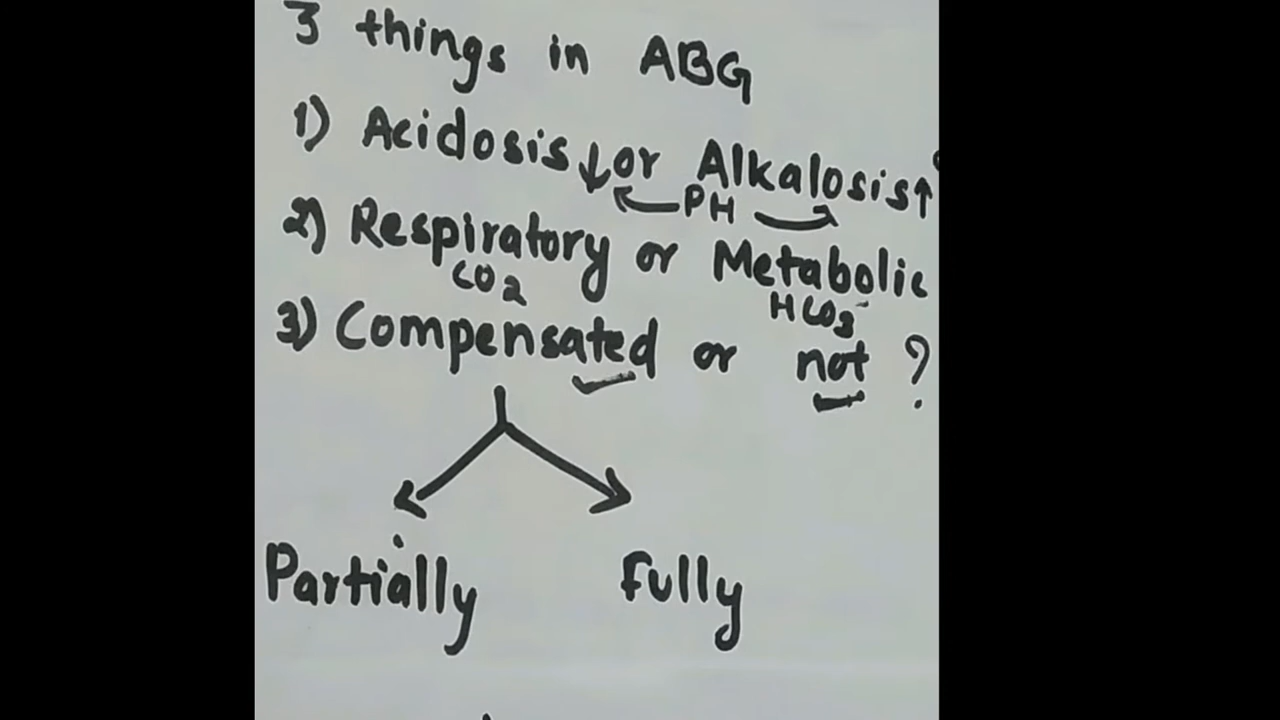 3 things in ABG
1) Acidosis↓ or Alkalosis↑
← PH →
2) Respiratory or Metabolic
CO2 HCO3-
3) Compensated or not ?
Partially Fully